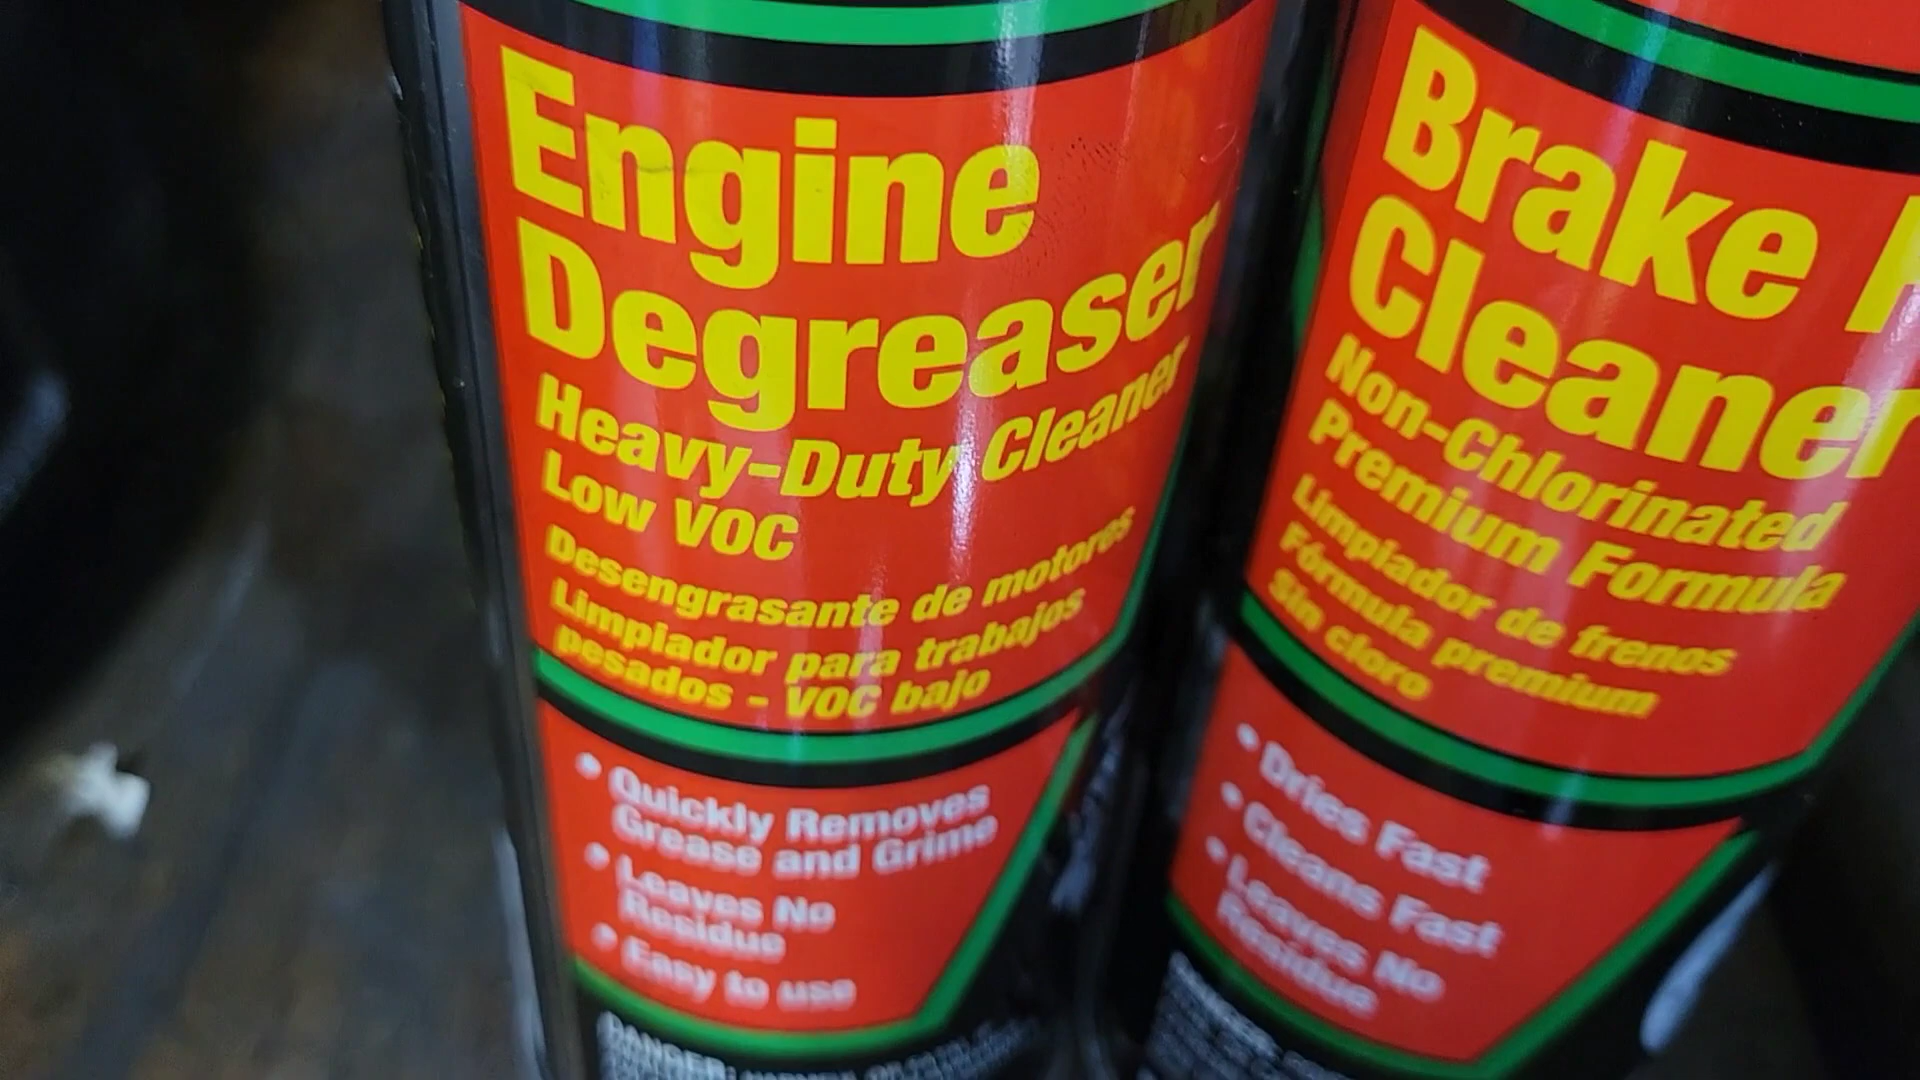 Engine
Degreaser
Heavy-Duty Cleaner
Low VOC
Desengrasante de motores
Limpiador para trabajos
pesados - VOC bajo
• Quickly Removes
Grease and Grime
• Leaves No
Residue
• Easy to use
DANGER:
Brake
Cleaner
Non-Chlorinated
Premium Formula
Limpiador de frenos
Fórmula premium
Sin cloro
• Dries Fast
• Cleans Fast
• Leaves No
Residue